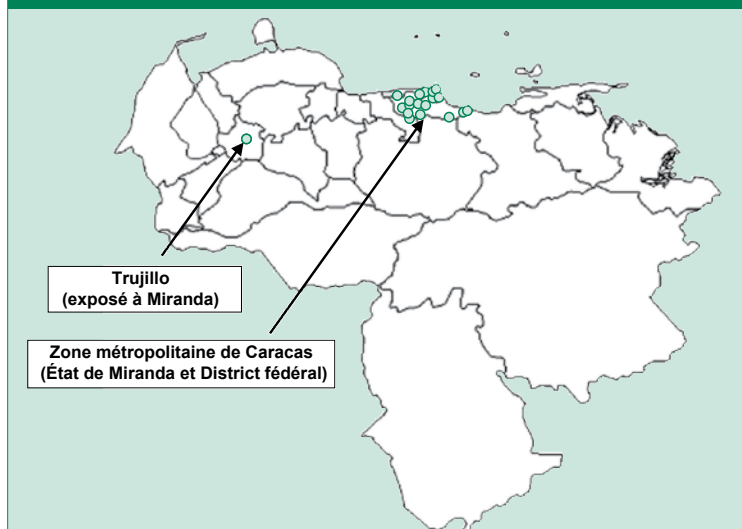 Trujillo
(exposé à Miranda)
Zone métropolitaine de Caracas
(État de Miranda et District fédéral)